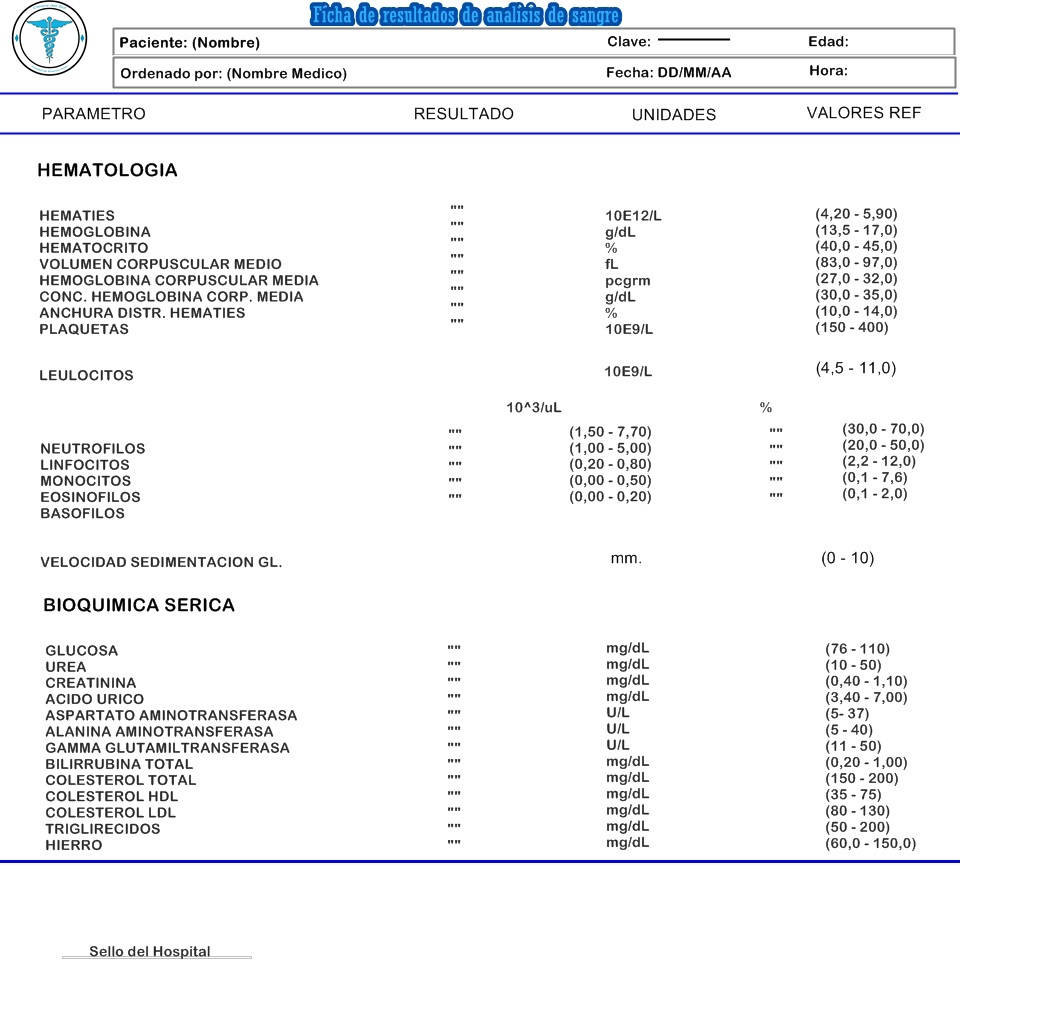 Ficha de resultados de analisis de sangre
Paciente: (Nombre) Clave: Edad:
Ordenado por: (Nombre Medico) Fecha: DD/MM/AA Hora:
PARAMETRO RESULTADO UNIDADES VALORES REF
HEMATOLOGIA
HEMATIES "" 10E12/L (4,20 - 5,90)
HEMOGLOBINA "" g/dL (13,5 - 17,0)
HEMATOCRITO "" % (40,0 - 45,0)
VOLUMEN CORPUSCULAR MEDIO "" fL (83,0 - 97,0)
HEMOGLOBINA CORPUSCULAR MEDIA "" pcgrm (27,0 - 32,0)
CONC. HEMOGLOBINA CORP. MEDIA "" g/dL (30,0 - 35,0)
ANCHURA DISTR. HEMATIES "" % (10,0 - 14,0)
PLAQUETAS "" 10E9/L (150 - 400)
LEULOCITOS 10E9/L (4,5 - 11,0)
10^3/uL %
"" (1,50 - 7,70) "" (30,0 - 70,0)
NEUTROFILOS "" (1,00 - 5,00) "" (20,0 - 50,0)
LINFOCITOS "" (0,20 - 0,80) "" (2,2 - 12,0)
MONOCITOS "" (0,00 - 0,50) "" (0,1 - 7,6)
EOSINOFILOS "" (0,00 - 0,20) "" (0,1 - 2,0)
BASOFILOS
VELOCIDAD SEDIMENTACION GL. mm. (0 - 10)
BIOQUIMICA SERICA
GLUCOSA "" mg/dL (76 - 110)
UREA "" mg/dL (10 - 50)
CREATININA "" mg/dL (0,40 - 1,10)
ACIDO URICO "" mg/dL (3,40 - 7,00)
ASPARTATO AMINOTRANSFERASA "" U/L (5- 37)
ALANINA AMINOTRANSFERASA "" U/L (5 - 40)
GAMMA GLUTAMILTRANSFERASA "" U/L (11 - 50)
BILIRRUBINA TOTAL "" mg/dL (0,20 - 1,00)
COLESTEROL TOTAL "" mg/dL (150 - 200)
COLESTEROL HDL "" mg/dL (35 - 75)
COLESTEROL LDL "" mg/dL (80 - 130)
TRIGLIRECIDOS "" mg/dL (50 - 200)
HIERRO "" mg/dL (60,0 - 150,0)
Sello del Hospital